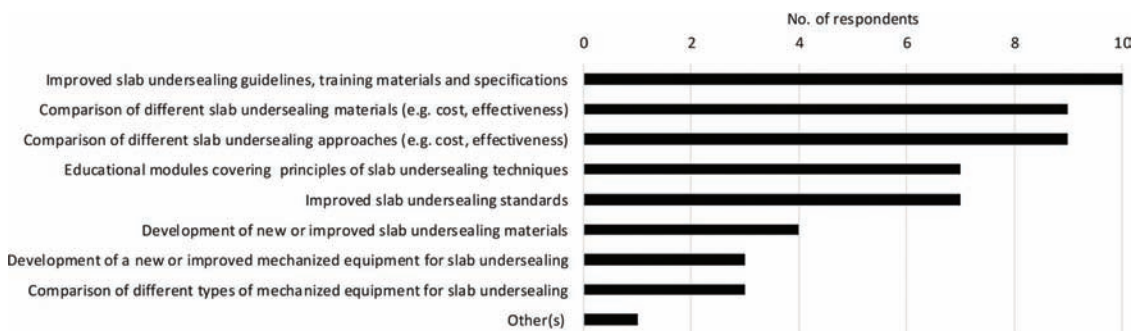 No. of respondents
0 2 4 6 8 10
Improved slab undersealing guidelines, training materials and specifications
Comparison of different slab undersealing materials (e.g. cost, effectiveness)
Comparison of different slab undersealing approaches (e.g. cost, effectiveness)
Educational modules covering principles of slab undersealing techniques
Improved slab undersealing standards
Development of new or improved slab undersealing materials
Development of a new or improved mechanized equipment for slab undersealing
Comparison of different types of mechanized equipment for slab undersealing
Other(s)